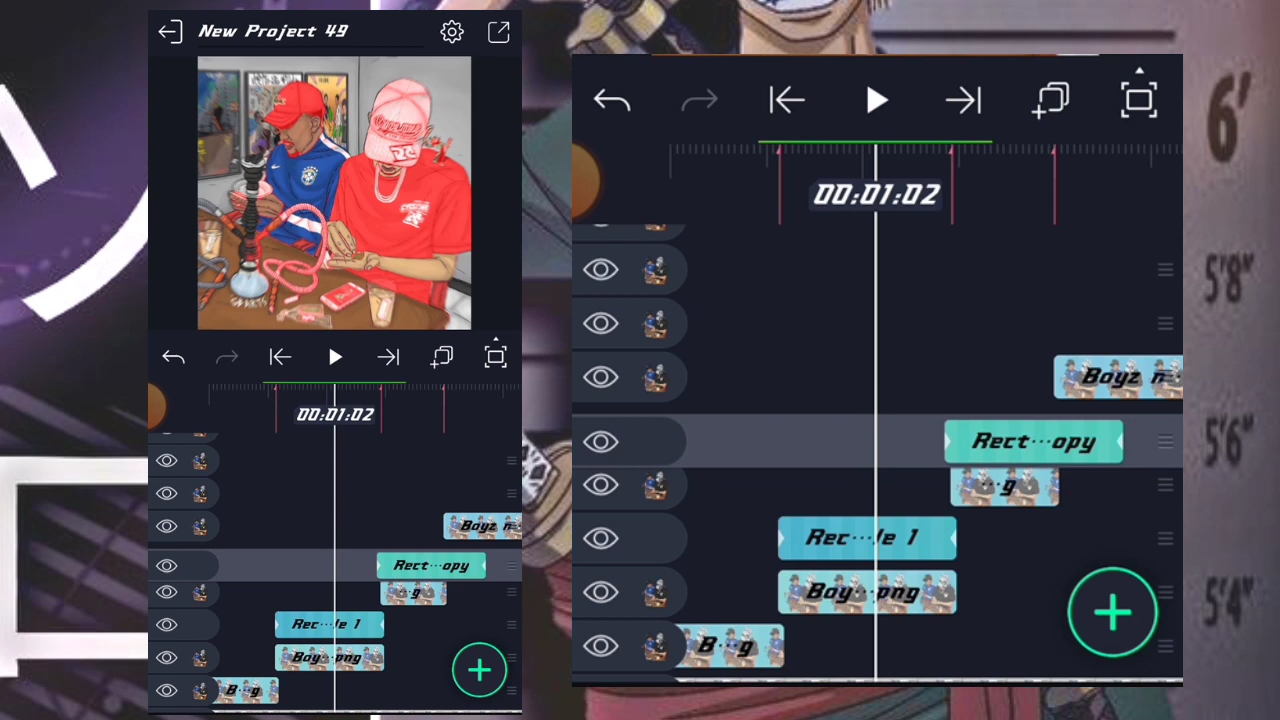 New Project 49
00:01:02
Boyz n
Rect···opy
··g
Rec···le 1
Boy···png
B···g
00:01:02
Boyz n
Rect···opy
··g
Rec···le 1
Boy···png
B···g
6'
5'8"
5'6"
5'4"